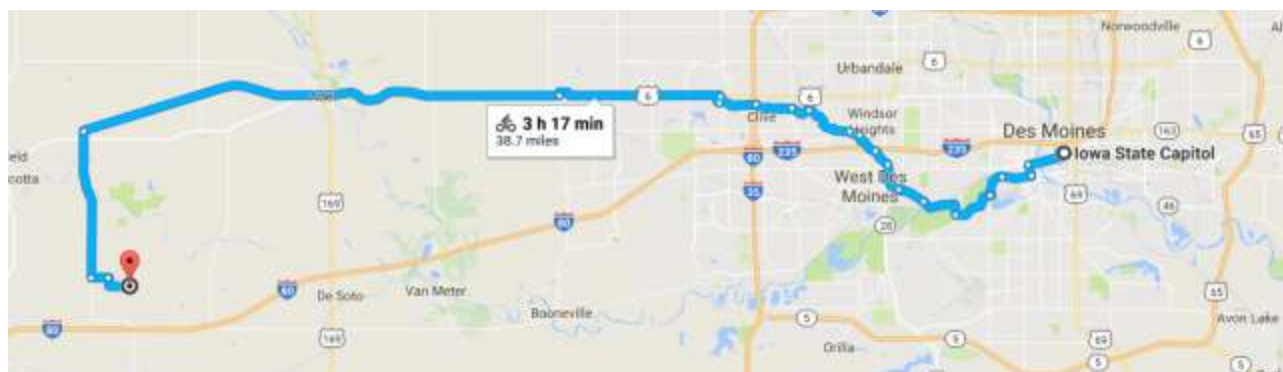 Norwoodville
6
Urbandale
6
6
6
3 h 17 min
38.7 miles
Clive
Windsor
Heights
Des Moines
163
65
80
235
235
Iowa State Capitol
eld
cotta
West Des
Moines
35
69
169
46
28
80
80
De Soto
Van Meter
65
Booneville
80
5
Avon Lake
169
5
69
Orilla
5
5